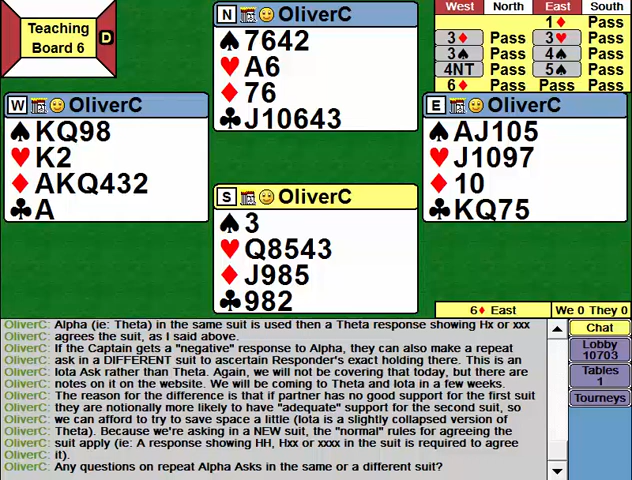 Teaching
Board 6
D
N OliverC
♠7642
♥A6
♦76
♣J10643
West North East South
1♦ Pass
3♦ Pass 3♥ Pass
3♠ Pass 4♠ Pass
4NT Pass 5♠ Pass
6♦ Pass Pass Pass
W OliverC
♠KQ98
♥K2
♦AKQ432
♣A
E OliverC
♠AJ105
♥J1097
♦10
♣KQ75
S OliverC
♠3
♥Q8543
♦J985
♣982
6♦ East
We 0 They 0
OliverC: Alpha (ie: Theta) in the same suit is used then a Theta response showing Hx or xxx
OliverC: agrees the suit, as I said above.
OliverC: If the Captain gets a "negative" response to Alpha, they can also make a repeat
OliverC: ask in a DIFFERENT suit to ascertain Responder's exact holding there. This is an
OliverC: Iota Ask rather than Theta. Again, we will not be covering that today, but there are
OliverC: notes on it on the website. We will be coming to Theta and Iota in a few weeks.
OliverC: The reason for the difference is that if partner has no good support for the first suit
OliverC: they are notionally more likely to have "adequate" support for the second suit, so
OliverC: we can afford to try to save space a little (Iota is a slightly collapsed version of
OliverC: Theta). Because we're asking in a NEW suit, the "normal" rules for agreeing the
OliverC: suit apply (ie: A response showing HH, Hxx or xxxx in the suit is required to agree
OliverC: it).
OliverC: Any questions on repeat Alpha Asks in the same or a different suit?
Chat
Lobby
10703
Tables
1
Tourneys